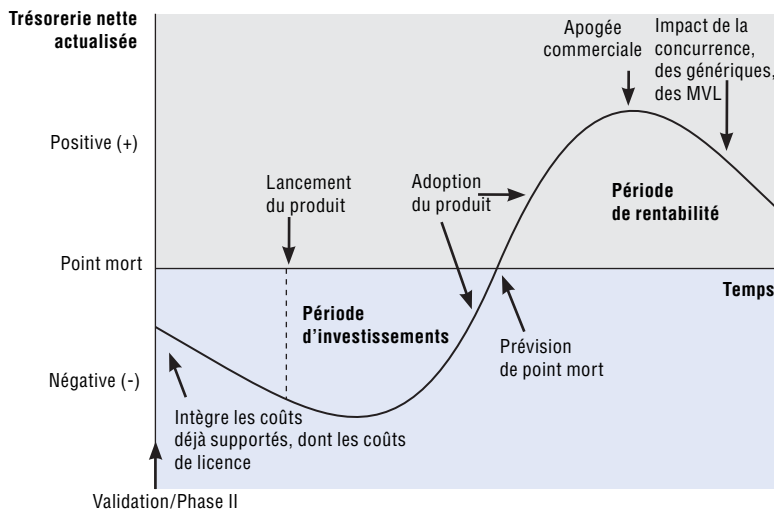 Trésorerie nette
actualisée
Apogée
commerciale
Impact de la
concurrence,
des génériques,
des MVL
Positive (+)
Lancement
du produit
Adoption
du produit
Période
de rentabilité
Point mort
Temps
Période
d'investissements
Prévision
de point mort
Négative (-)
Intègre les coûts
déjà supportés, dont les coûts
de licence
Validation/Phase II